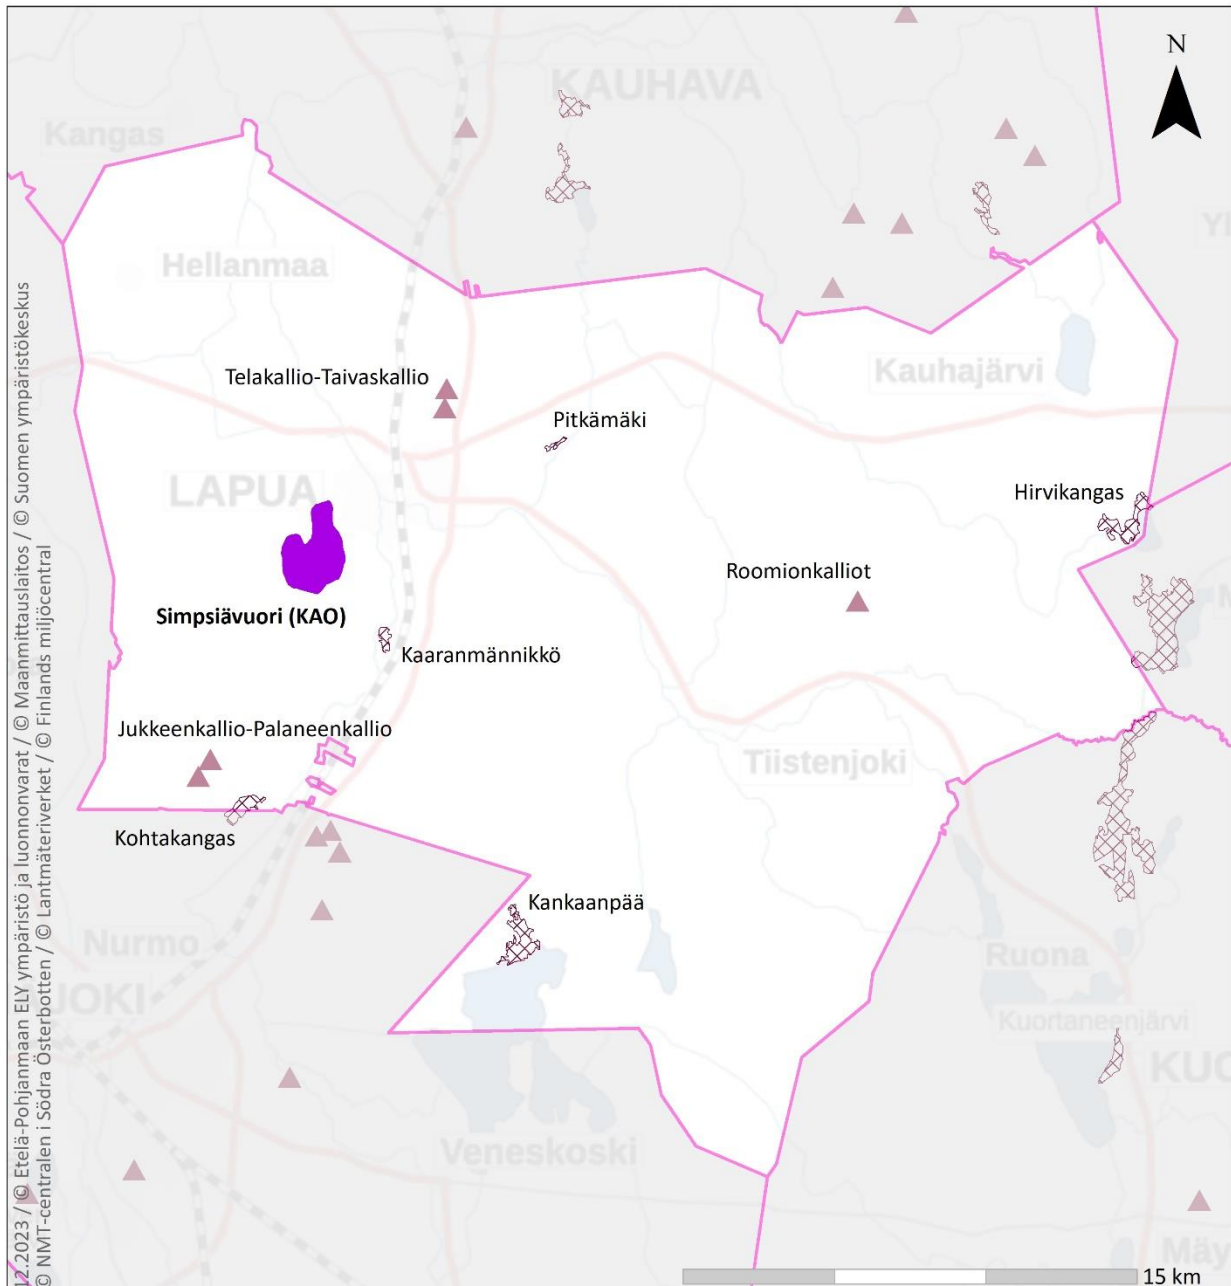 N
KAUHAVA
Kangas
Hellanmaa
Kauhajärvi
Telakallio-Taivaskallio
Pitkämäki
LAPUA
Hirvikangas
Roomionkalliot
Simpsiävuori (KAO)
Kaaranmännikkö
Jukkeenkallio-Palaneenkallio
Tiistenjoki
Kohtakangas
Kankaanpää
Nurmo
Ruona
Kuortaneenjärvi
Veneskoski
15 km
12.2023 / © Etelä-Pohjanmaan ELY ympäristö ja luonnonvarat / © Maanmittauslaitos / © Suomen ympäristökeskus
© NMT-centralen i Södra Österbotten / © Lantmäteriverket / © Finlands miljöcentral